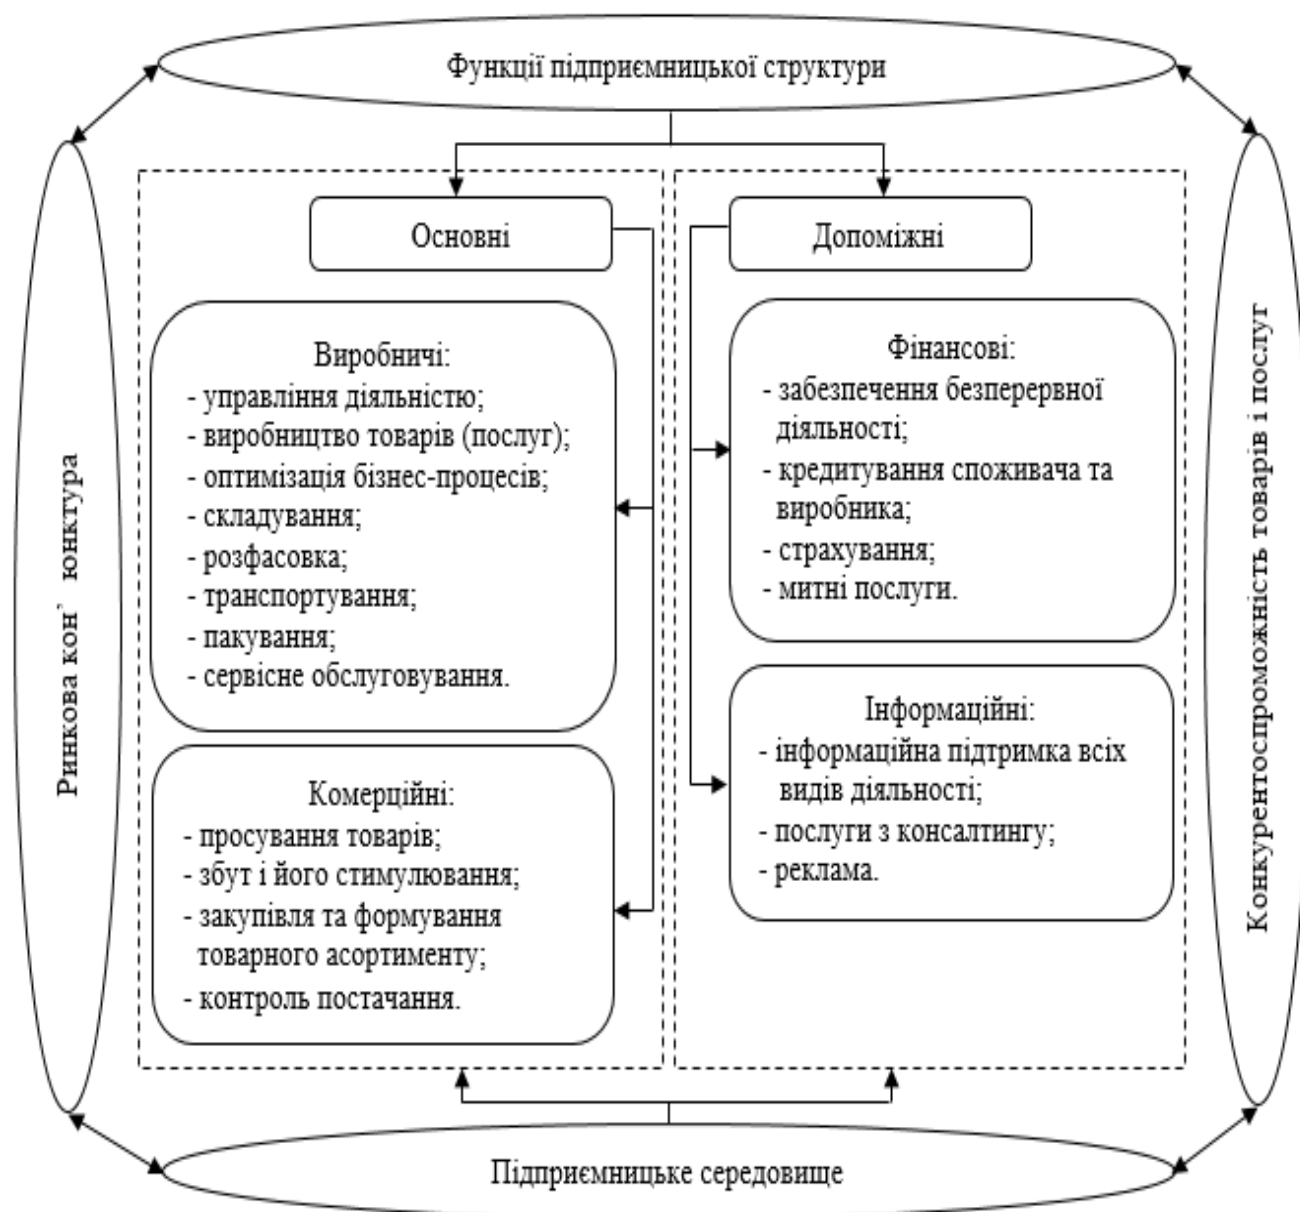 Функції підприємницької структури
Основні
Допоміжні
Виробничі:
- управління діяльністю;
- виробництво товарів (послуг);
- оптимізація бізнес-процесів;
- складування;
- розфасовка;
- транспортування;
- пакування;
- сервісне обслуговування.
Комерційні:
- просування товарів;
- збут і його стимулювання;
- закупівля та формування
товарного асортименту;
- контроль постачання.
Фінансові:
- забезпечення безперервної
діяльності;
- кредитування споживача та
виробника;
- страхування;
- митні послуги.
Інформаційні:
- інформаційна підтримка всіх
видів діяльності;
- послуги з консалтингу;
- реклама.
Ринкова кон` юнктура
Конкурентоспроможність товарів і послуг
Підприємницьке середовище